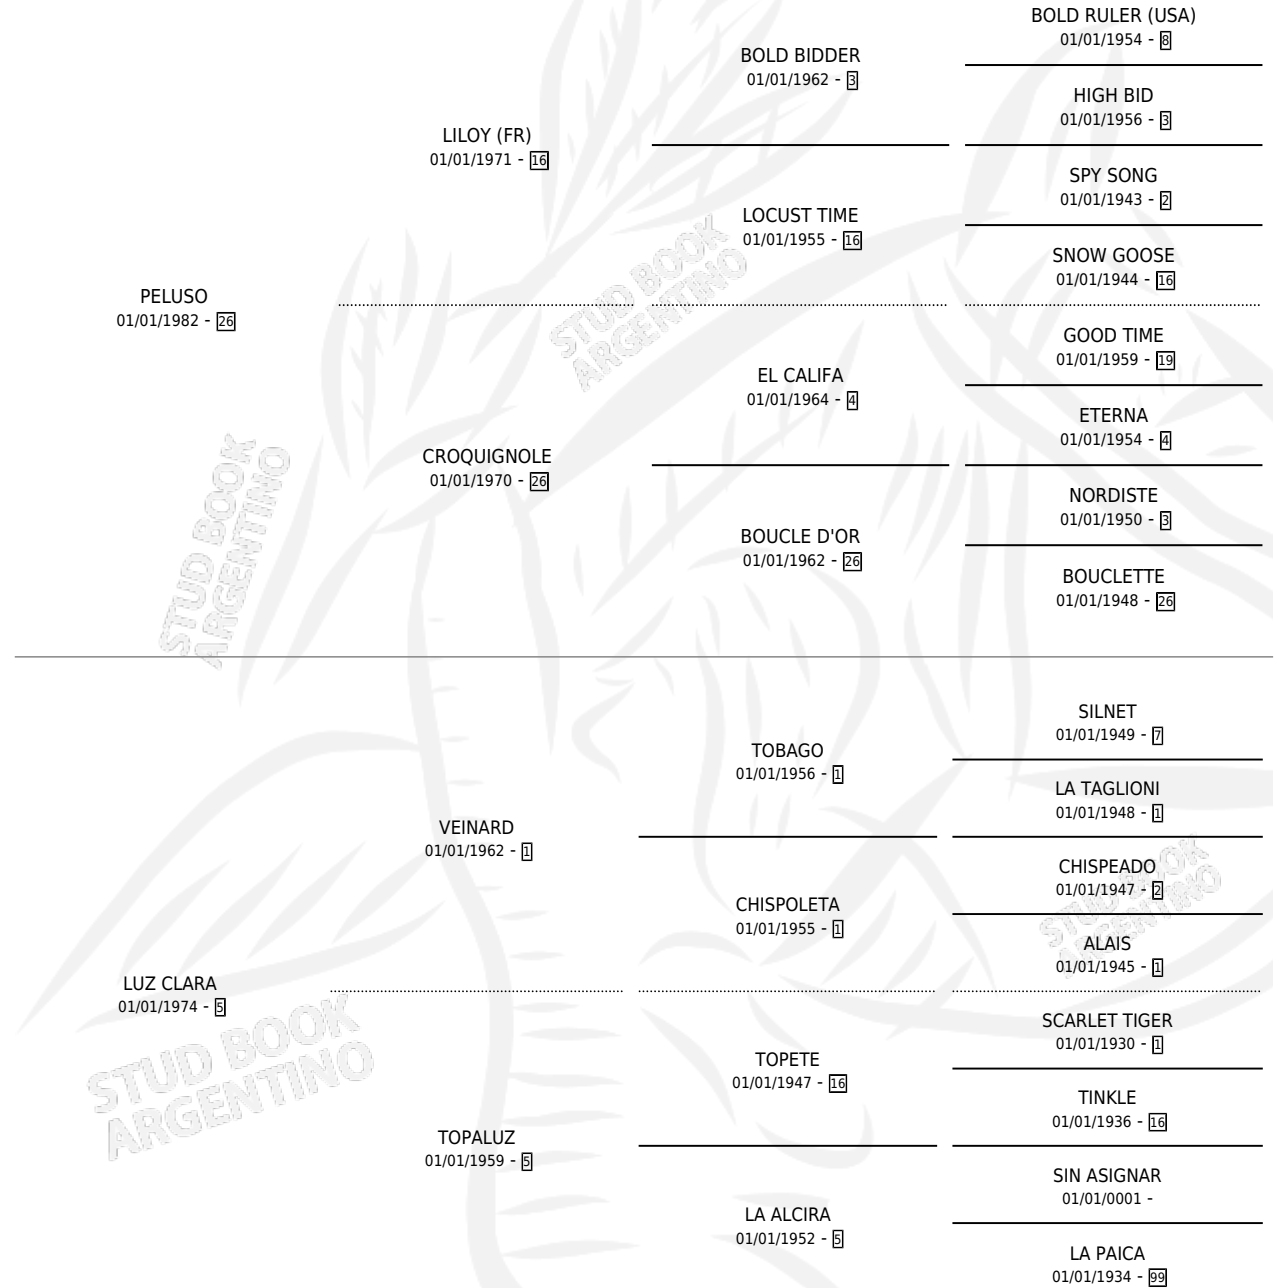 BOLD RULER (USA)
01/01/1954 - 8
BOLD BIDDER
01/01/1962 - 3
HIGH BID
01/01/1956 - 3
LILOY (FR)
01/01/1971 - 16
SPY SONG
01/01/1943 - 2
LOCUST TIME
01/01/1955 - 16
SNOW GOOSE
01/01/1944 - 16
PELUSO
01/01/1982 - 26
GOOD TIME
01/01/1959 - 19
EL CALIFA
01/01/1964 - 4
ETERNA
01/01/1954 - 4
CROQUIGNOLE
01/01/1970 - 26
NORDISTE
01/01/1950 - 3
BOUCLE D'OR
01/01/1962 - 26
BOUCLETTE
01/01/1948 - 26
SILNET
01/01/1949 - 7
TOBAGO
01/01/1956 - 1
LA TAGLIONI
01/01/1948 - 1
VEINARD
01/01/1962 - 1
CHISPEADO
01/01/1947 - 2
CHISPOLETA
01/01/1955 - 1
ALAIS
01/01/1945 - 1
LUZ CLARA
01/01/1974 - 5
SCARLET TIGER
01/01/1930 - 1
TOPETE
01/01/1947 - 16
TINKLE
01/01/1936 - 16
TOPALUZ
01/01/1959 - 5
SIN ASIGNAR
01/01/0001 -
LA ALCIRA
01/01/1952 - 5
LA PAICA
01/01/1934 - 99
STUD BOOK
ARGENTINO
STUD BOOK
ARGENTINO
STUD BOOK
ARGENTINO
STUD BOOK
ARGENTINO